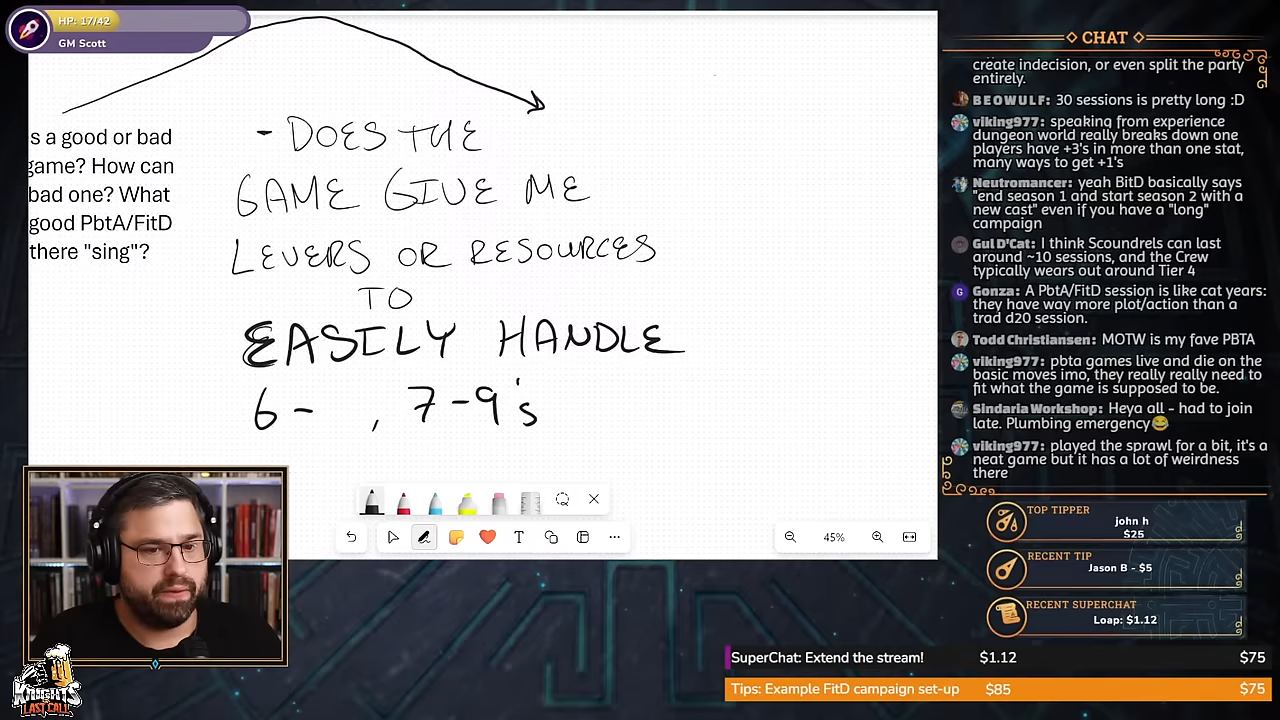 HP: 17/42
GM Scott
s a good or bad
game? How can
bad one? What
good PbtA/FitD
there "sing"?
- DOES THE
GAME GIVE ME
LEVERS OR RESOURCES
TO
EASILY HANDLE
6- , 7-9's
45%
CHAT
create indecision, or even split the party
entirely.
BEOWULF: 30 sessions is pretty long :D
viking977: speaking from experience
dungeon world really breaks down one
players have +3's in more than one stat,
many ways to get +1's
Neutromancer: yeah BitD basically says
"end season 1 and start season 2 with a
new cast" even if you have a "long"
campaign
Gul D'Cat: I think Scoundrels can last
around ~10 sessions, and the Crew
typically wears out around Tier 4
G Gonza: A PbtA/FitD session is like cat years:
they have way more plot/action than a
trad d20 session.
Todd Christiansen: MOTW is my fave PBTA
viking977: pbta games live and die on the
basic moves imo, they really really need to
fit what the game is supposed to be.
Sindaria Workshop: Heya all - had to join
late. Plumbing emergency😂
viking977: played the sprawl for a bit, it's a
neat game but it has a lot of weirdness
there
TOP TIPPER
john h
$25
RECENT TIP
Jason B - $5
RECENT SUPERCHAT
Loap: $1.12
SuperChat: Extend the stream! $1.12 $75
Tips: Example FitD campaign set-up $85 $75
KNIGHTS
LAST CALL